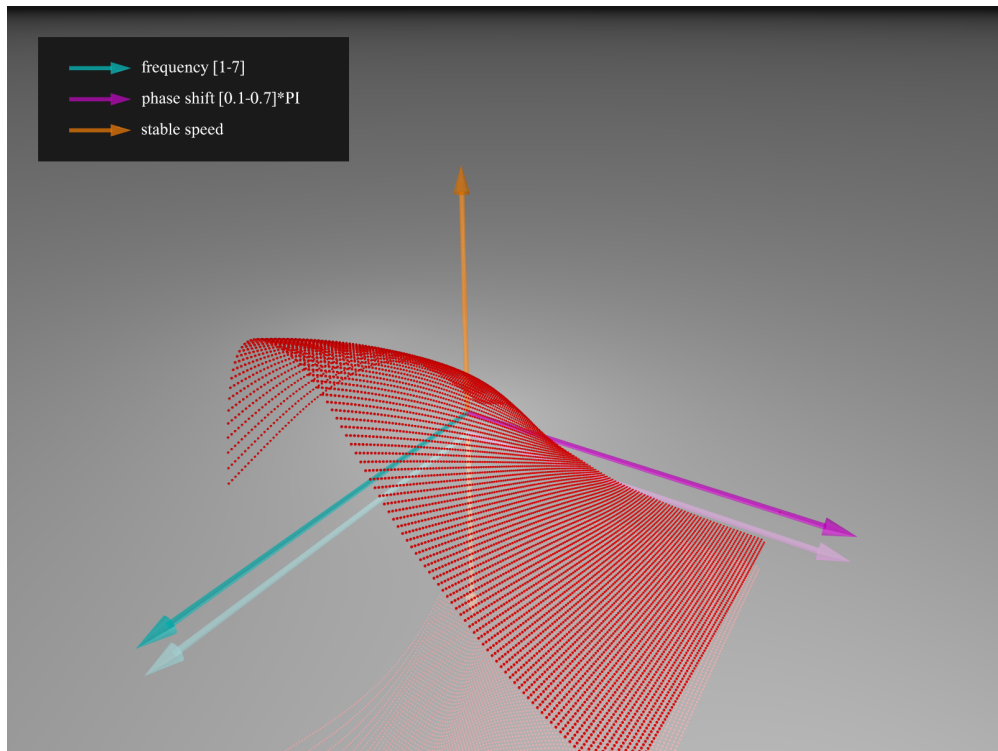 frequency [1-7]
phase shift [0.1-0.7]*PI
stable speed